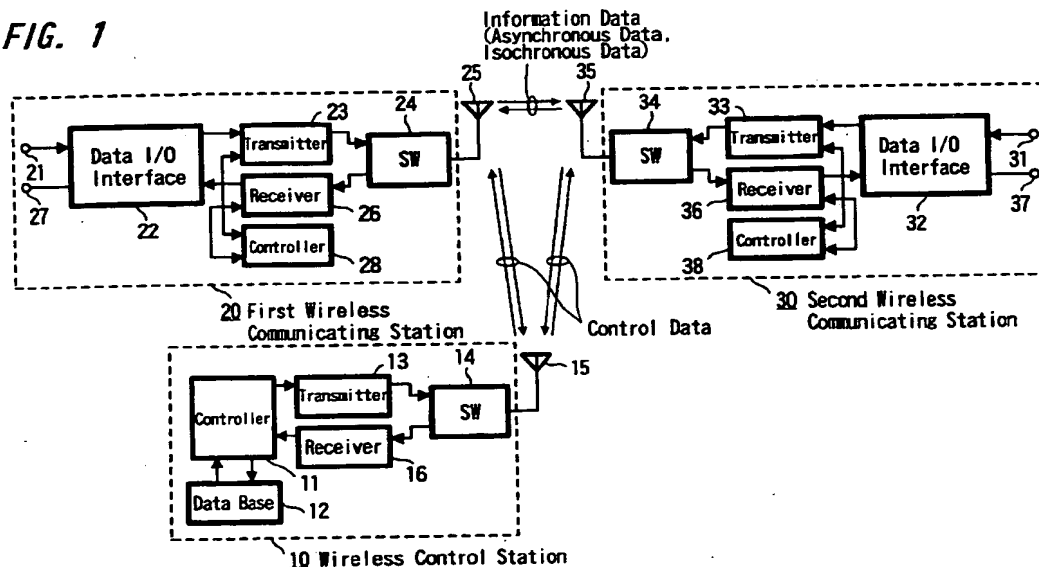 FIG. 1
Information Data
(Asynchronous Data,
Isochronous Data)
25
35
23
24
34
33
Transmitter
SW
Data I/O
Interface
Receiver
Controller
21
27
22
26
28
SW
Transmitter
Receiver
Controller
Data I/O
Interface
36
38
32
31
37
20 First Wireless
Communicating Station
30 Second Wireless
Communicating Station
Control Data
13
14
15
Controller
Transmitter
SW
Receiver
16
11
Data Base
12
10 Wireless Control Station